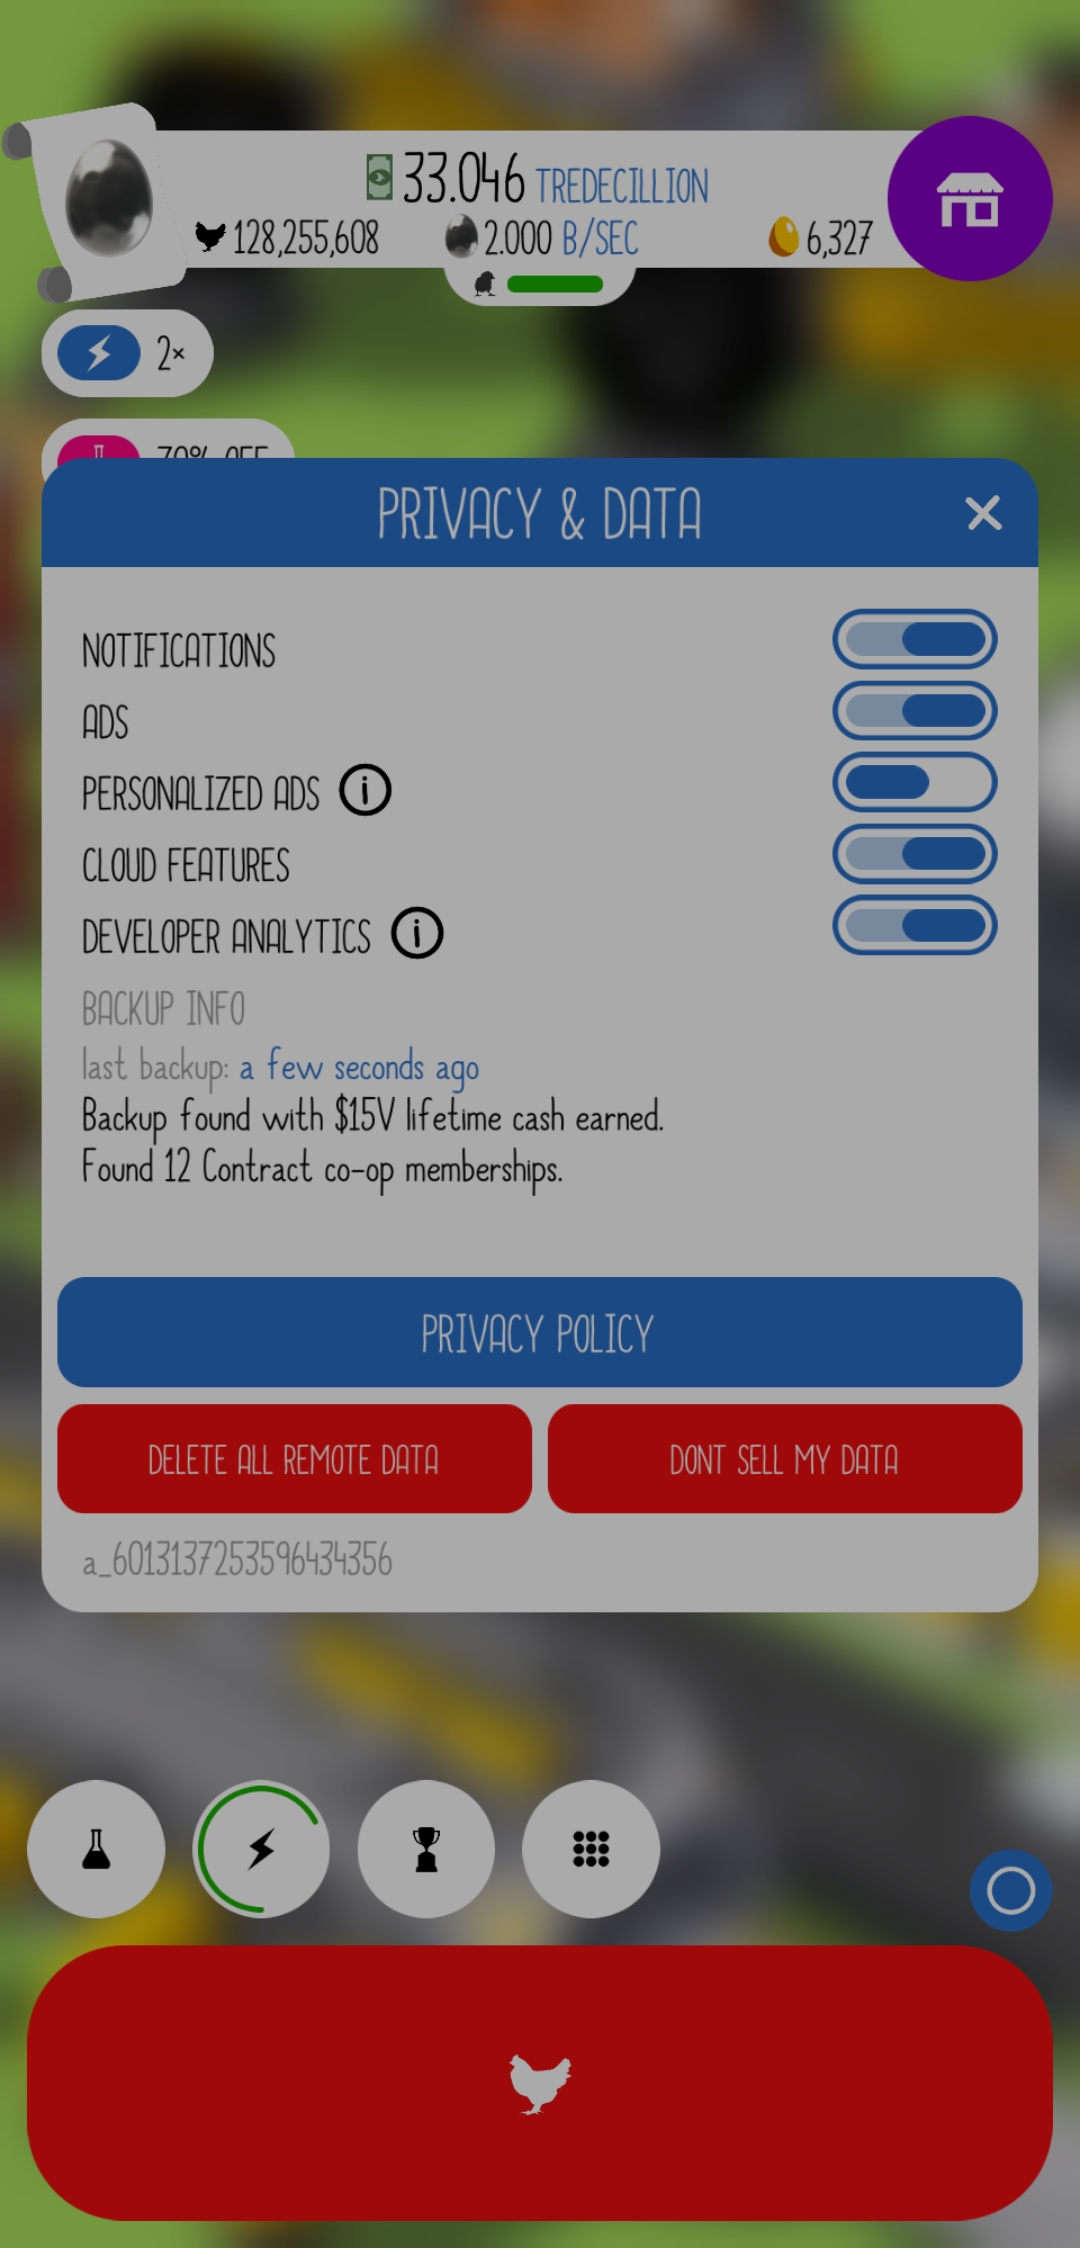 33.046 TREDECILLION
128,255,608
2.000 B/SEC
6,327
2×
70% OFF
PRIVACY & DATA
NOTIFICATIONS
ADS
PERSONALIZED ADS
CLOUD FEATURES
DEVELOPER ANALYTICS
BACKUP INFO
last backup: a few seconds ago
Backup found with $15V lifetime cash earned.
Found 12 Contract co-op memberships.
PRIVACY POLICY
DELETE ALL REMOTE DATA
DONT SELL MY DATA
a_6013137253596434356